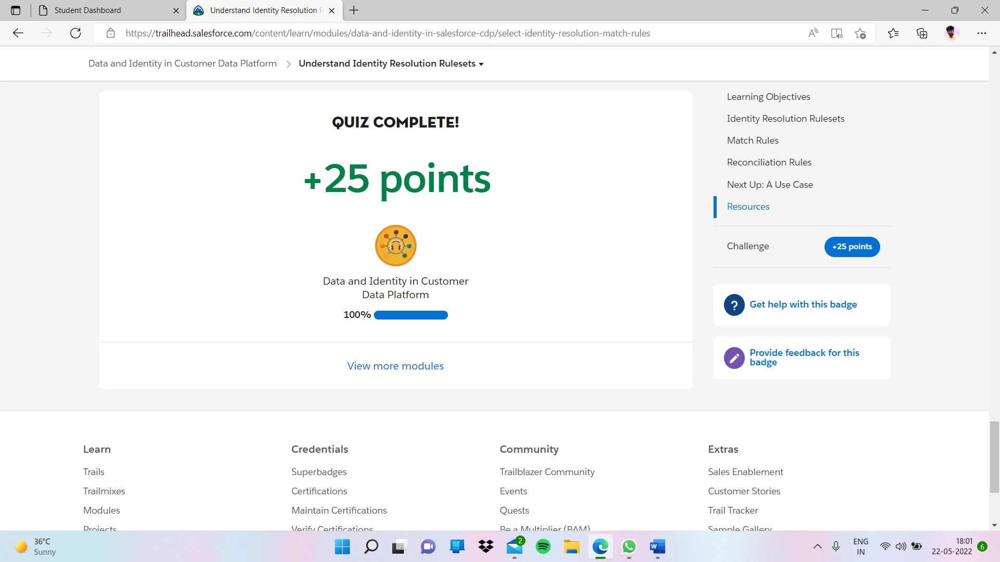 Student Dashboard
Understand Identity Resolution R
https://trailhead.salesforce.com/content/learn/modules/data-and-identity-in-salesforce-cdp/select-identity-resolution-match-rules
Data and Identity in Customer Data Platform
Understand Identity Resolution Rulesets
QUIZ COMPLETE!
+25 points
Data and Identity in Customer
Data Platform
100%
View more modules
Learning Objectives
Identity Resolution Rulesets
Match Rules
Reconciliation Rules
Next Up: A Use Case
Resources
Challenge
+25 points
?
Get help with this badge
Provide feedback for this
badge
Learn
Trails
Trailmixes
Modules
Projects
Credentials
Superbadges
Certifications
Maintain Certifications
Verify Certifications
Community
Trailblazer Community
Events
Quests
Be a Multiplier (BAM)
Extras
Sales Enablement
Customer Stories
Trail Tracker
Sample Gallery
36°C
Sunny
2
W
ENG
IN
18:01
22-05-2022
6